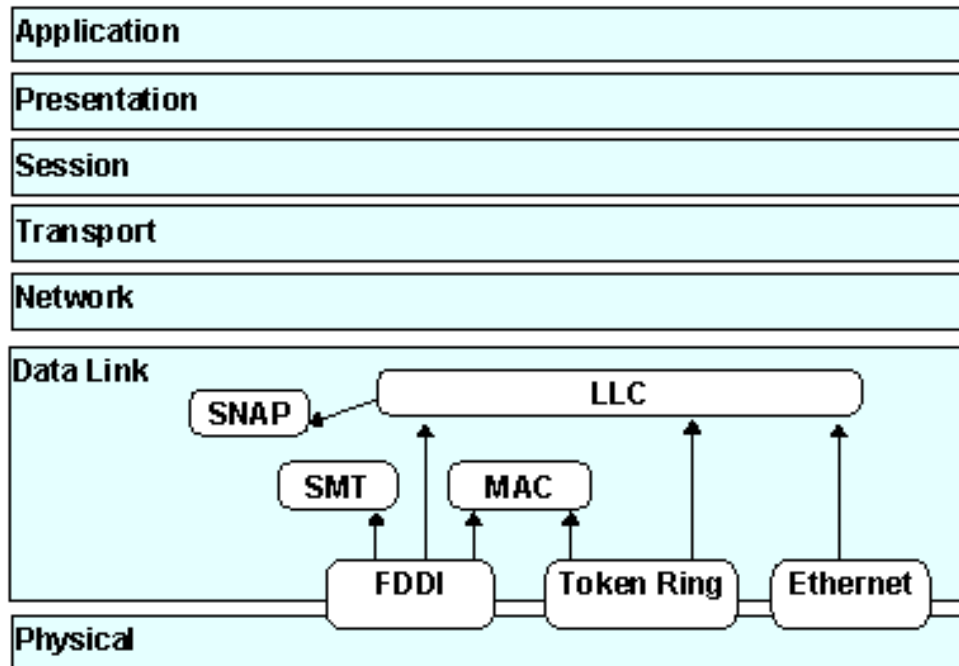 Application
Presentation
Session
Transport
Network
Data Link
LLC
SNAP
SMT
MAC
FDDI
Token Ring
Ethernet
Physical